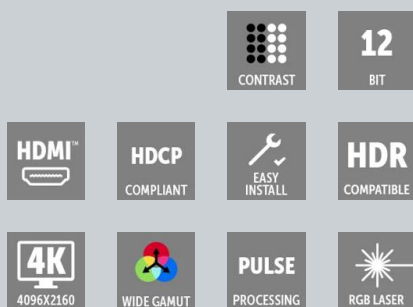 CONTRAST
12
BIT
HDMI™
HDCP
COMPLIANT
EASY
INSTALL
HDR
COMPATIBLE
4K
4096X2160
WIDE GAMUT
PULSE
PROCESSING
RGB LASER